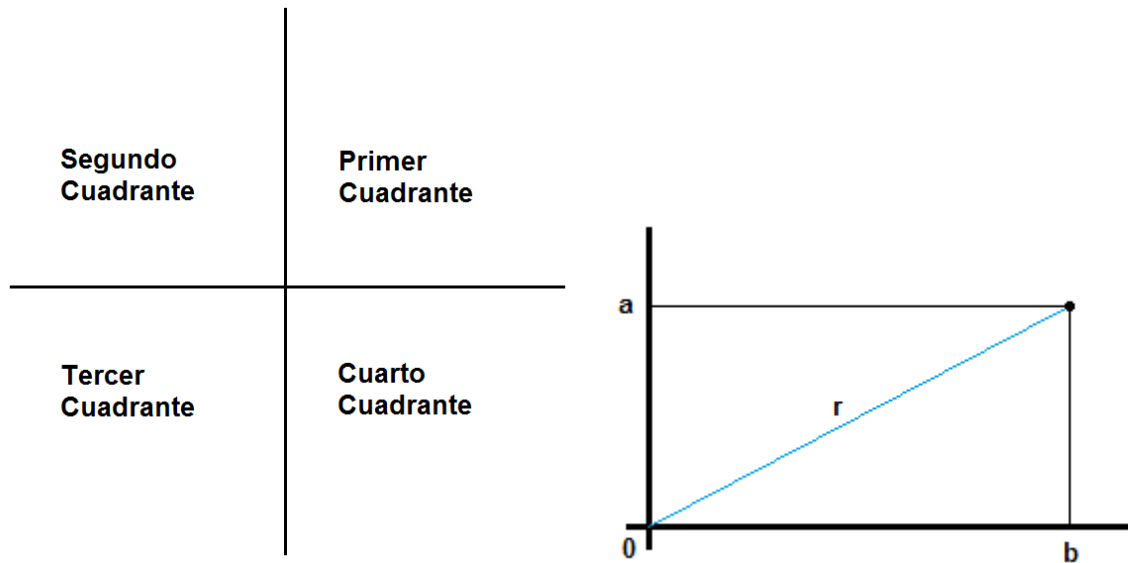 Segundo
Cuadrante
Primer
Cuadrante
Tercer
Cuadrante
Cuarto
Cuadrante
a
r
0
b